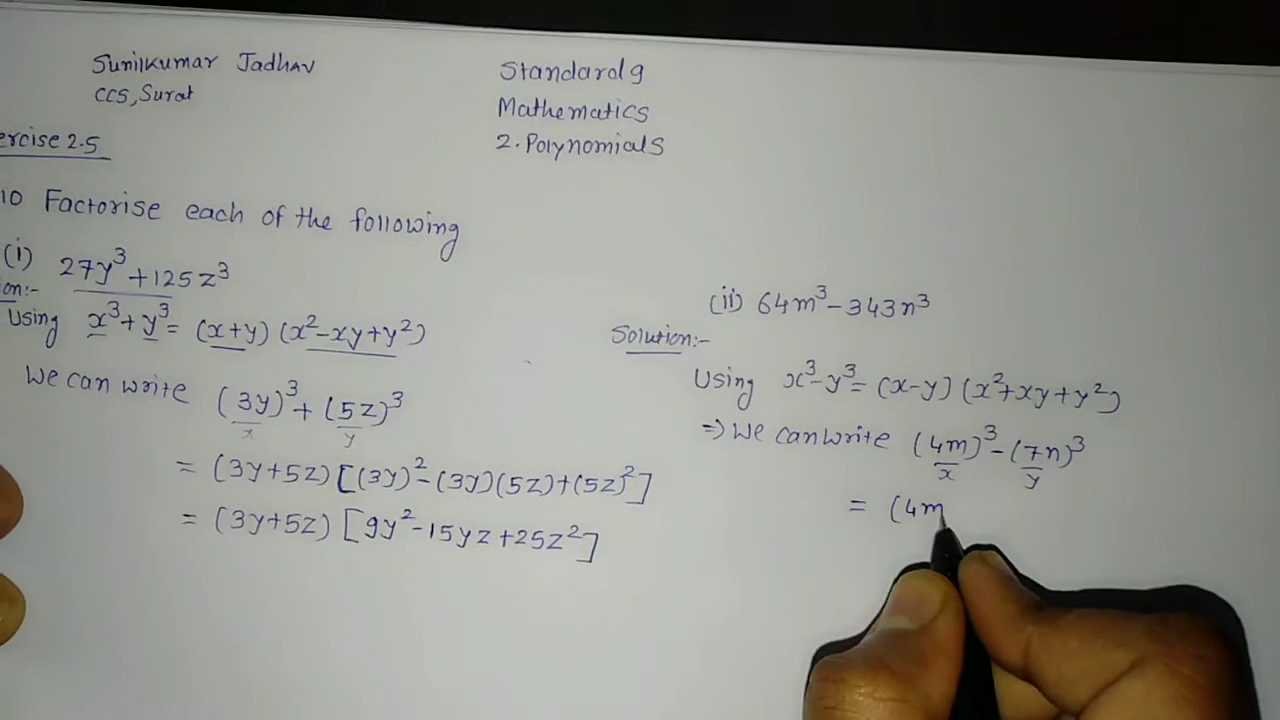 Sunilkumar Jadhav
CCS, Surat
Standard 9
Mathematics
2. Polynomials
ercise 2.5
10 Factorise each of the following
(i) 27y³ + 125z³
on:-
Using x³ + y³ = (x+y) (x² - xy + y²)
We can write (3y)³ + (5z)³
x y
= (3y + 5z) [(3y)² - (3y)(5z) + (5z)²]
= (3y + 5z) [9y² - 15yz + 25z²]
(ii) 64m³ - 343n³
Solution:-
Using x³ - y³ = (x-y) (x² + xy + y²)
⇒ We can write (4m)³ - (7n)³
x y
= (4m